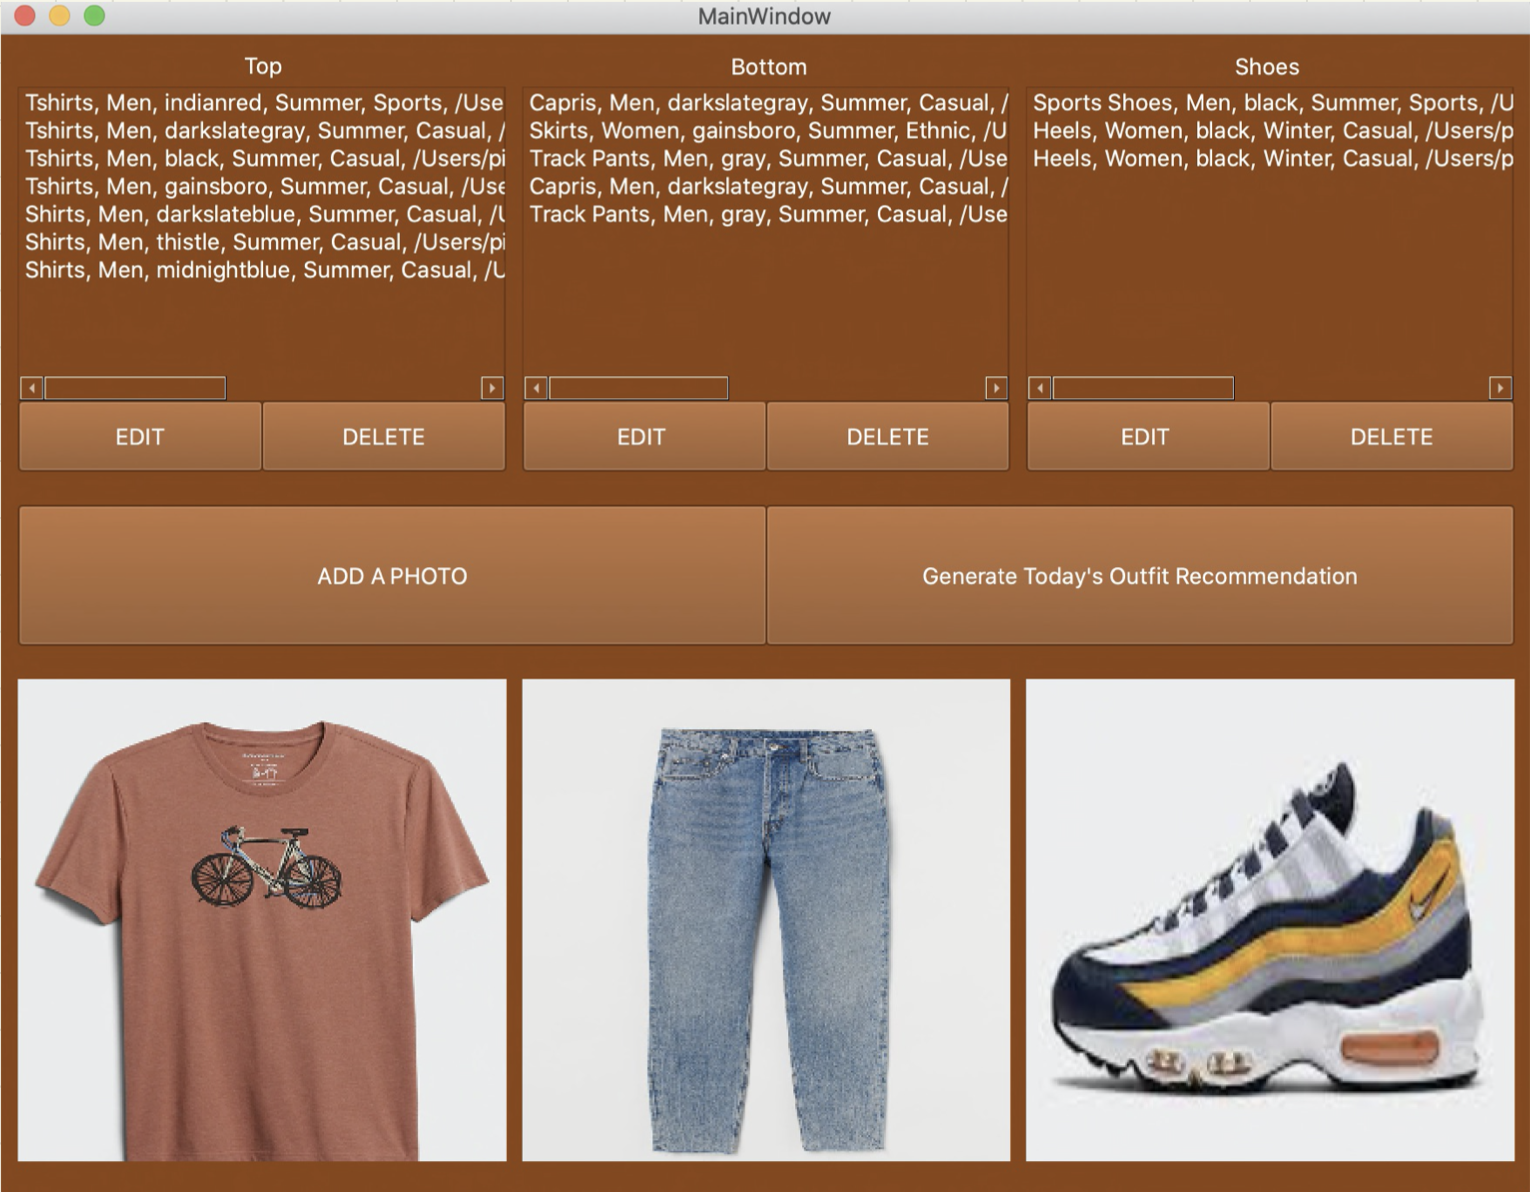 MainWindow
Top
Tshirts, Men, indianred, Summer, Sports, /Use
Tshirts, Men, darkslategray, Summer, Casual, /
Tshirts, Men, black, Summer, Casual, /Users/pi
Tshirts, Men, gainsboro, Summer, Casual, /Use
Shirts, Men, darkslateblue, Summer, Casual, /U
Shirts, Men, thistle, Summer, Casual, /Users/pi
Shirts, Men, midnightblue, Summer, Casual, /U
EDIT
DELETE
Bottom
Capris, Men, darkslategray, Summer, Casual, /
Skirts, Women, gainsboro, Summer, Ethnic, /U
Track Pants, Men, gray, Summer, Casual, /Use
Capris, Men, darkslategray, Summer, Casual, /
Track Pants, Men, gray, Summer, Casual, /Use
EDIT
DELETE
Shoes
Sports Shoes, Men, black, Summer, Sports, /U
Heels, Women, black, Winter, Casual, /Users/p
Heels, Women, black, Winter, Casual, /Users/p
EDIT
DELETE
ADD A PHOTO
Generate Today's Outfit Recommendation